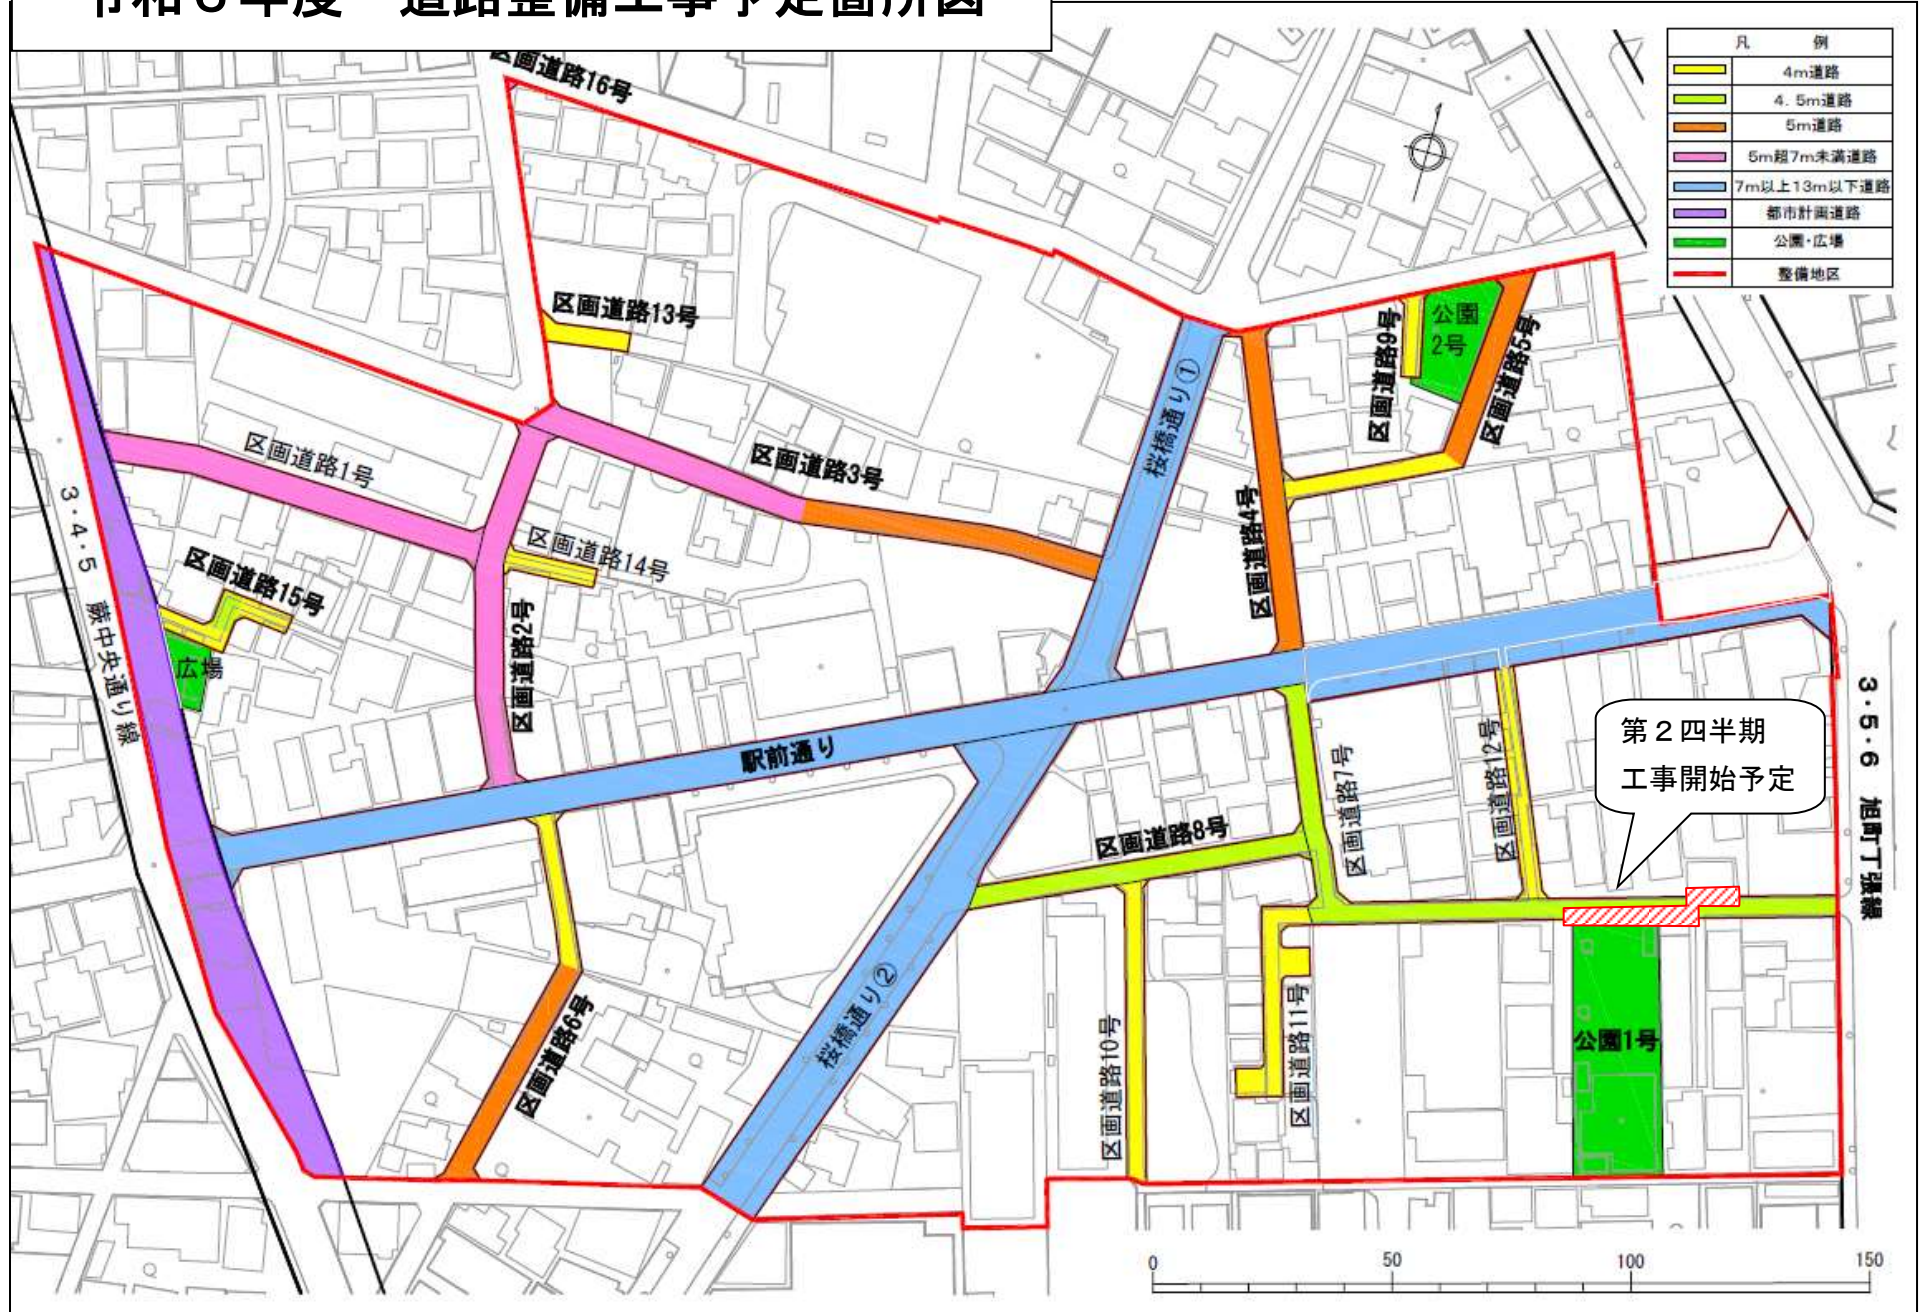 道路整備工事予定箇所図
凡 例
4m道路
4.5m道路
5m道路
5m超7m未満道路
7m以上13m以下道路
都市計画道路
公園・広場
整備地区
区画道路16号
区画道路13号
公園
2号
区画道路9号
区画道路5号
桜橋通り①
区画道路1号
区画道路3号
区画道路4号
3・4・5 蕨中央通り線
区画道路14号
区画道路15号
広場
区画道路2号
駅前通り
第2四半期
工事開始予定
3・5・6 旭町丁張線
区画道路7号
区画道路12号
区画道路8号
桜橋通り②
区画道路6号
区画道路10号
区画道路11号
公園1号
0 50 100 150